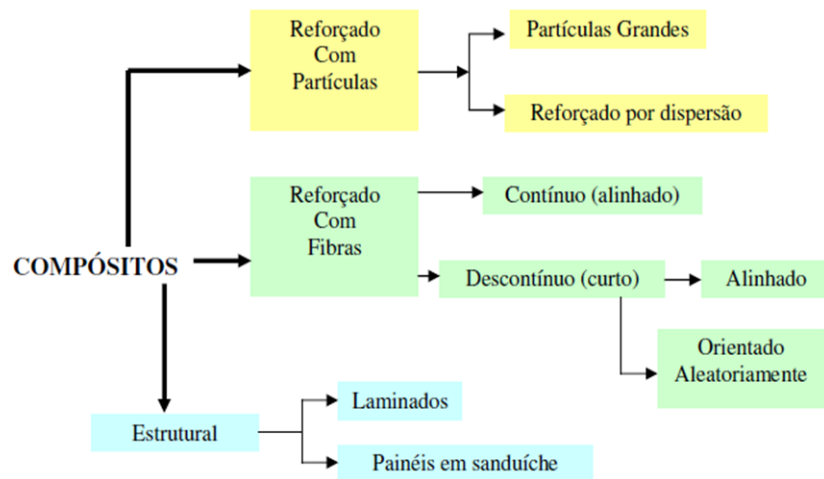 Reforçado
Com
Partículas
Partículas Grandes
Reforçado por dispersão
Reforçado
Com
Fibras
Contínuo (alinhado)
COMPÓSITOS
Descontínuo (curto)
Alinhado
Orientado
Aleatoriamente
Laminados
Estrutural
Painéis em sanduíche